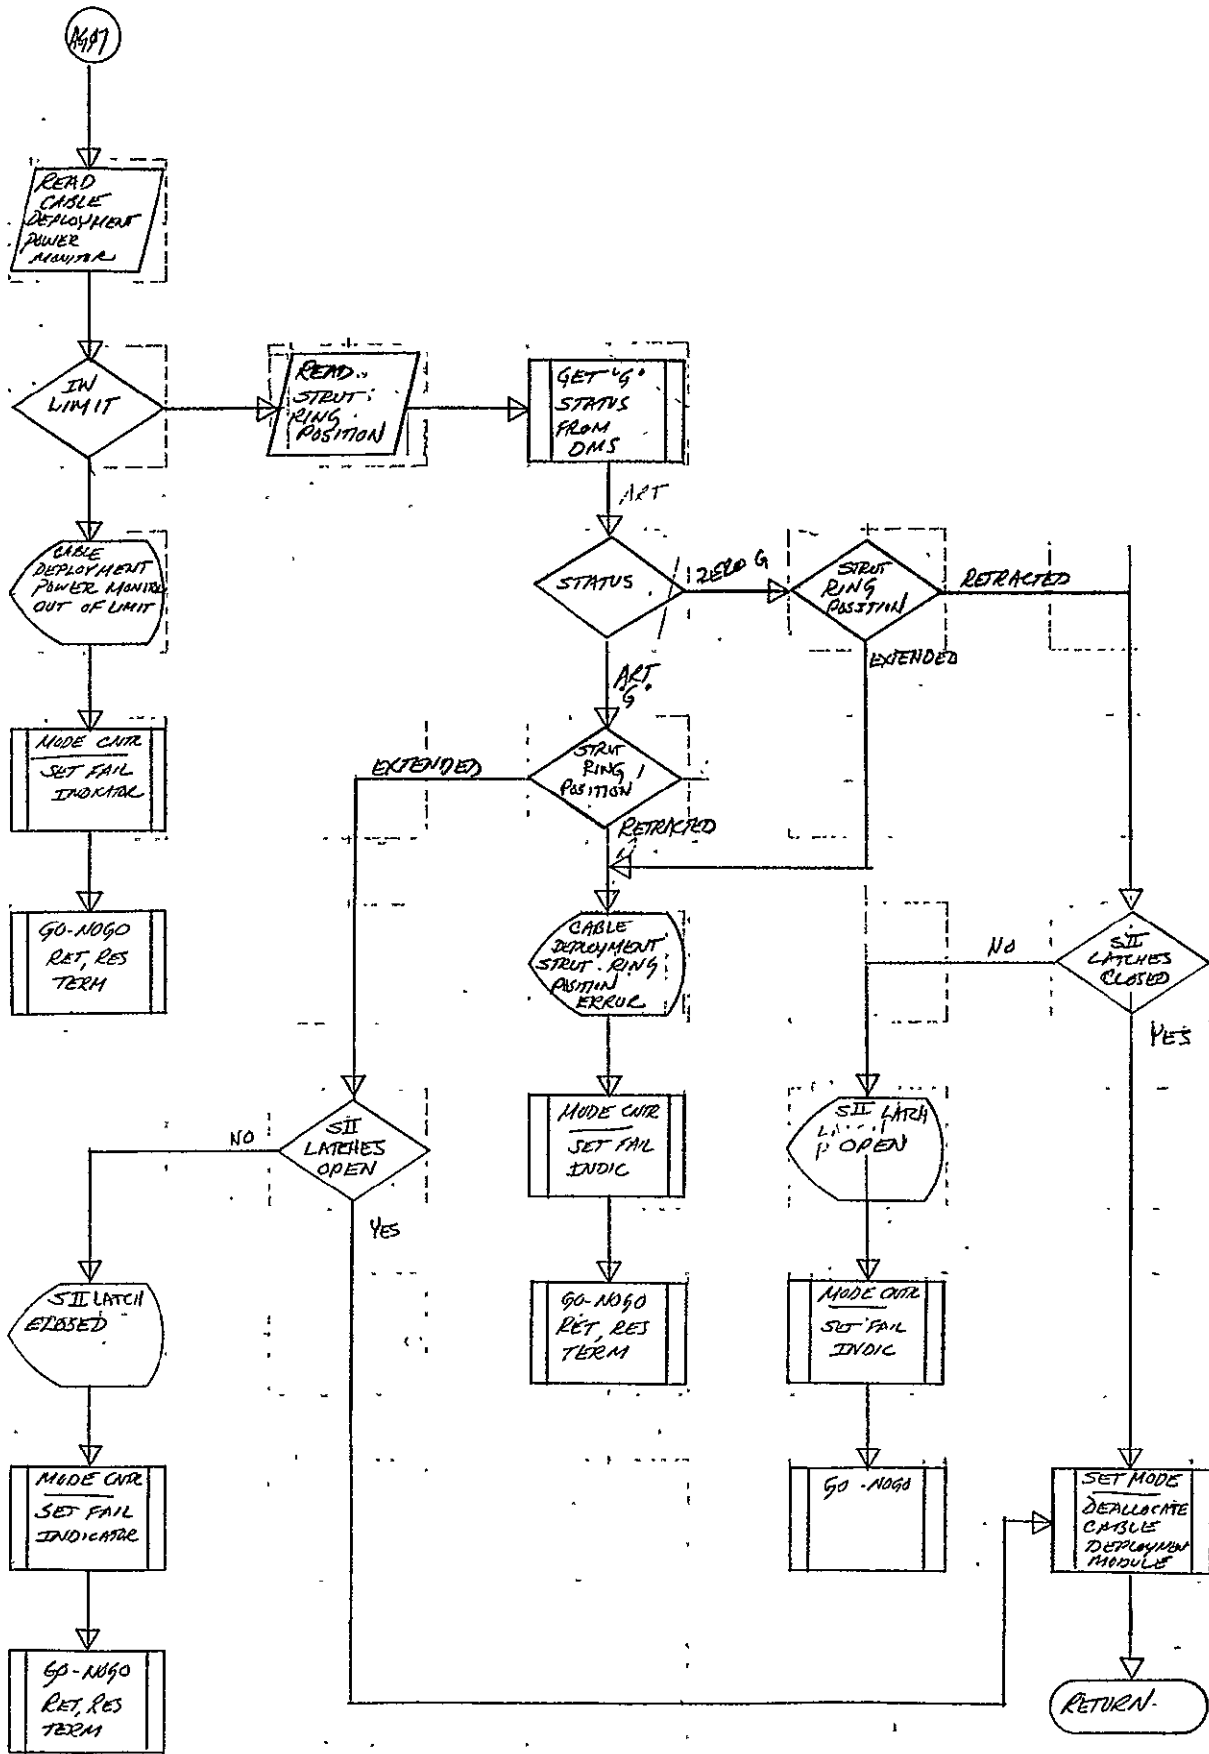 READ
CABLE
DEPLOYMENT
POWER
MONITOR
IN
LIMIT
READ
STRUT
RING
POSITION
GET "G"
STATUS
FROM
DMS
ART
CABLE
DEPLOYMENT
POWER MONITOR
OUT OF LIMIT
STATUS
ZERO G
STRUT
RING
POSITION
RETRACTED
EXTENDED
ART
"G"
MODE CNTR
SET FAIL
INDICATOR
EXTENDED
STRUT
RING
POSITION
RETRACTED
GO-NOGO
RET, RES
TERM
CABLE
DEPLOYMENT
STRUT RING
POSITION
ERROR
NO
SII
LATCHES
CLOSED
YES
NO
SII
LATCHES
OPEN
YES
MODE CNTR
SET FAIL
INDIC
SII LATCH
OPEN
SII LATCH
CLOSED
GO-NOGO
RET, RES
TERM
MODE CNTR
SET FAIL
INDIC
MODE CNTR
SET FAIL
INDICATOR
GO-NOGO
SET MODE
DEALLOCATE
CABLE
DEPLOYMEN
MODULE
GO-NOGO
RET, RES
TERM
RETURN